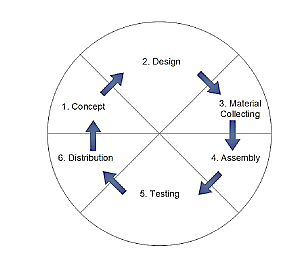 1. Concept
2. Design
3. Material
Collecting
4. Assembly
5. Testing
6. Distribution